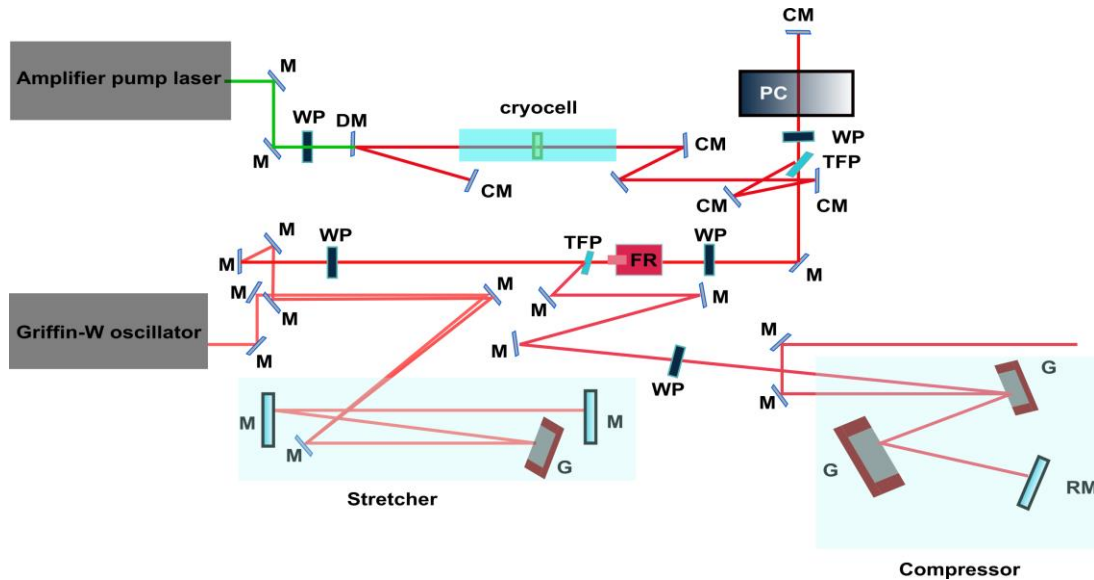 CM
Amplifier pump laser
M
WP
DM
cryocell
PC
WP
M
CM
CM
TFP
CM
CM
M
WP
TFP
FR
WP
M
M
M
Griffin-W oscillator
M
M
M
M
M
M
WP
M
G
M
M
M
G
G
RM
Stretcher
Compressor